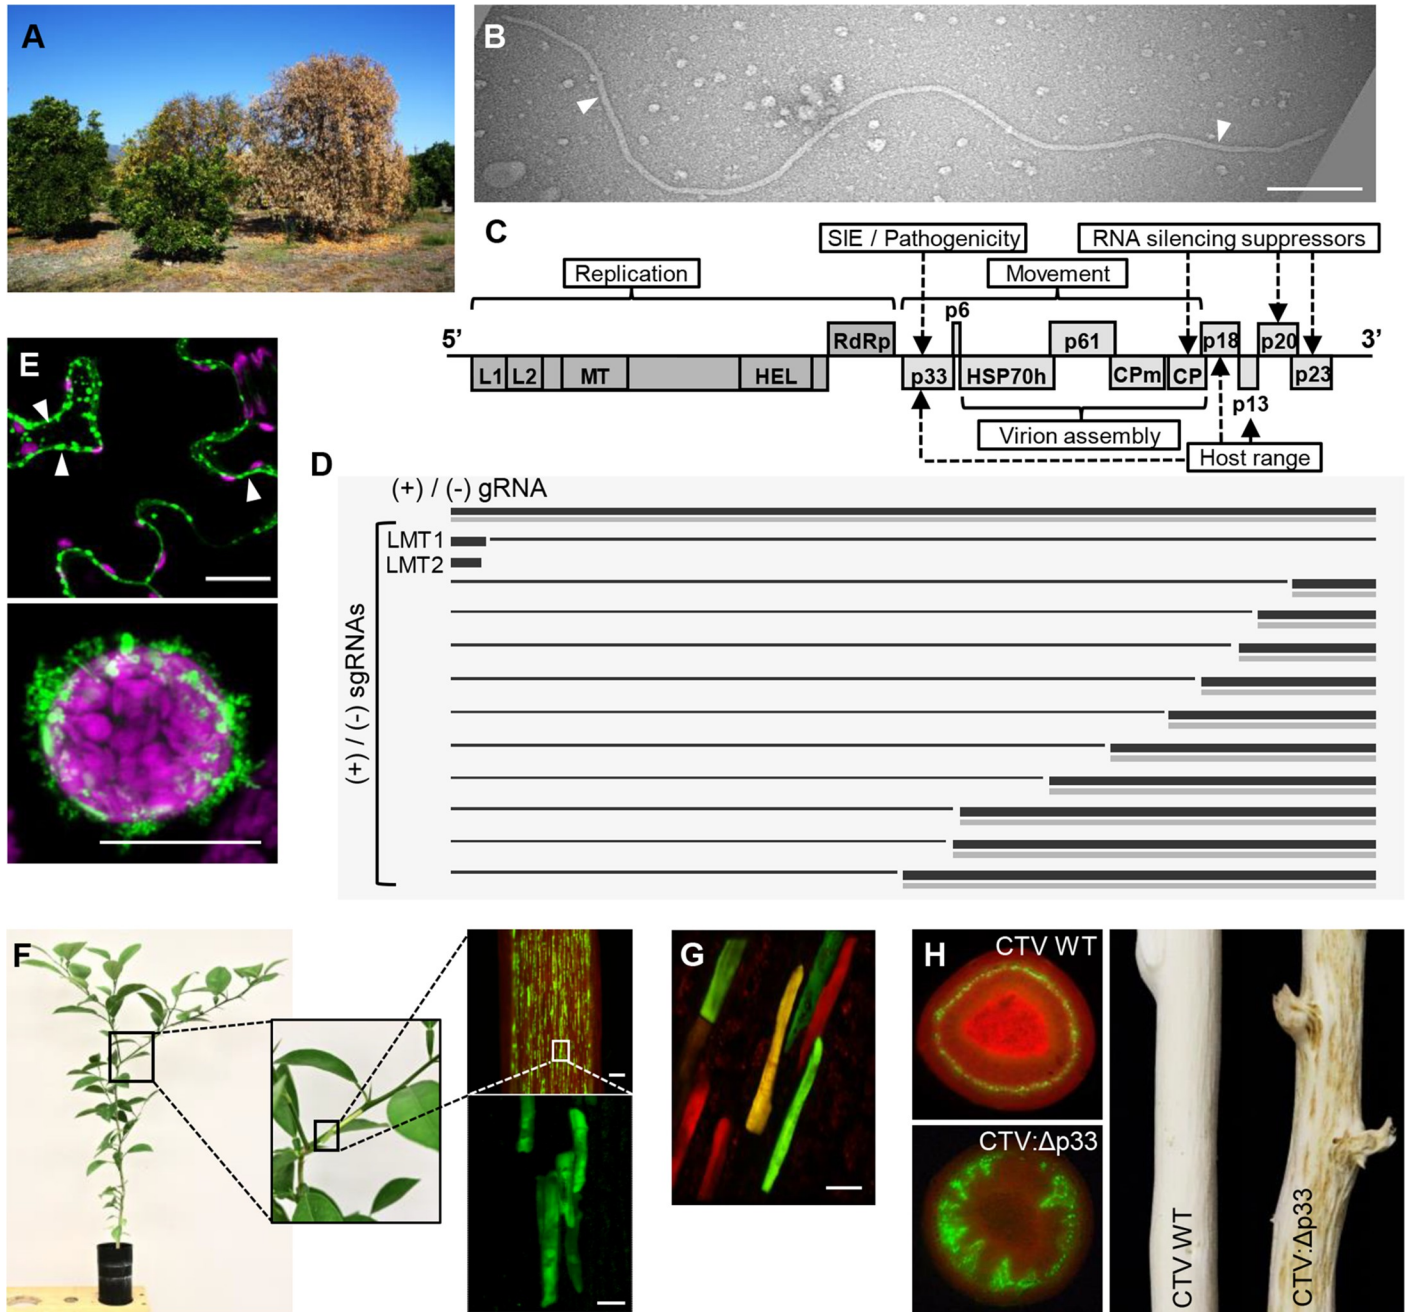 A
B
C
SIE / Pathogenicity
RNA silencing suppressors
Replication
Movement
5’
RdRp
p6
p61
p18
p20
3’
L1
L2
MT
HEL
p33
HSP70h
CPm
CP
p13
p23
Virion assembly
Host range
D
(+) / (-) gRNA
LMT1
LMT2
(+) / (-) sgRNAs
E
F
G
H
CTV WT
CTV:Δp33
CTV WT
CTV:Δp33